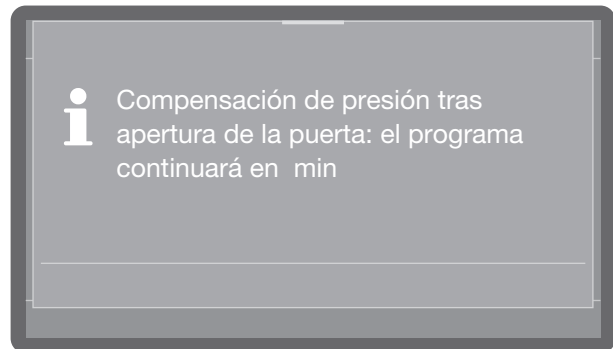 Compensación de presión tras
apertura de la puerta: el programa
continuará en  min